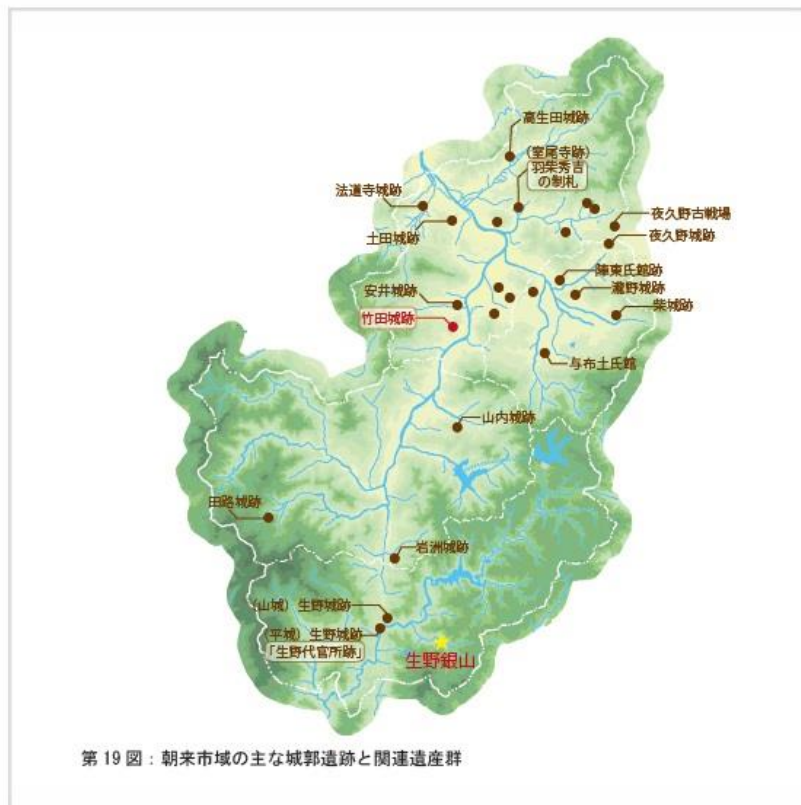 高生田城跡
（室尾寺跡）
羽柴秀吉
の制札
法道寺城跡
土田城跡
夜久野古戦場
夜久野城跡
陣東氏館跡
安井城跡
瀧野城跡
柴城跡
竹田城跡
与布土氏館
山内城跡
田路城跡
岩洲城跡
（山城）生野城跡
（平城）生野城跡
「生野代官所跡」
生野銀山
第 19 図：朝来市域の主な城郭遺跡と関連遺産群